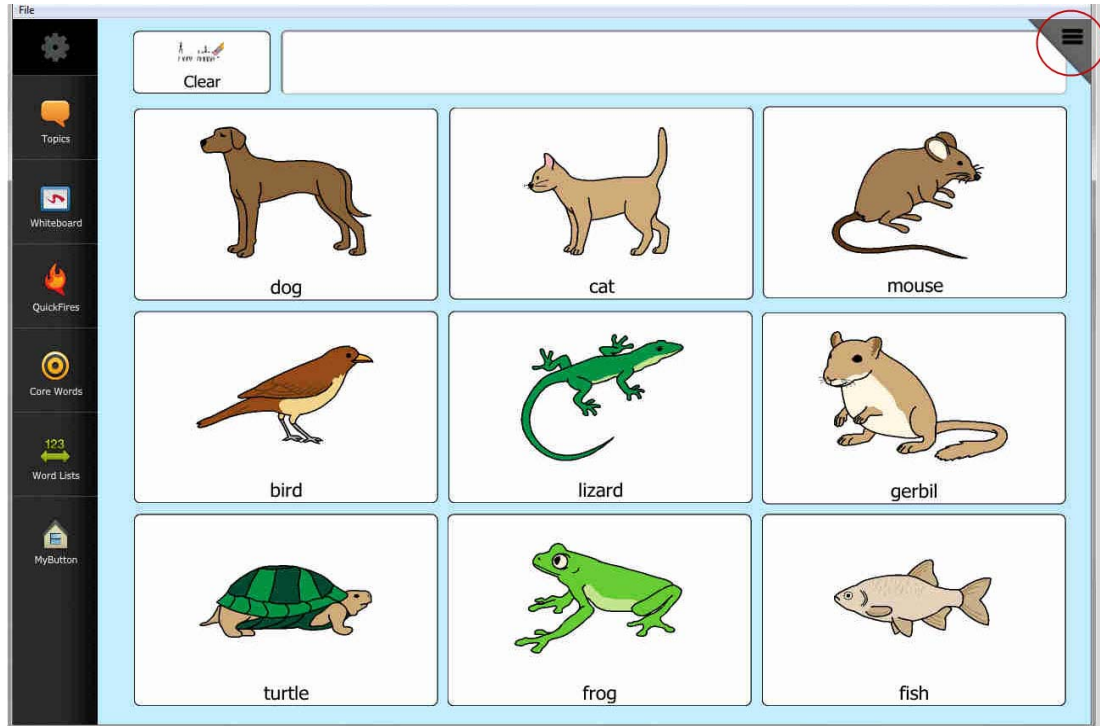 File
Clear
Topics
Whiteboard
QuickFires
Core Words
123
Word Lists
MyButton
dog
cat
mouse
bird
lizard
gerbil
turtle
frog
fish